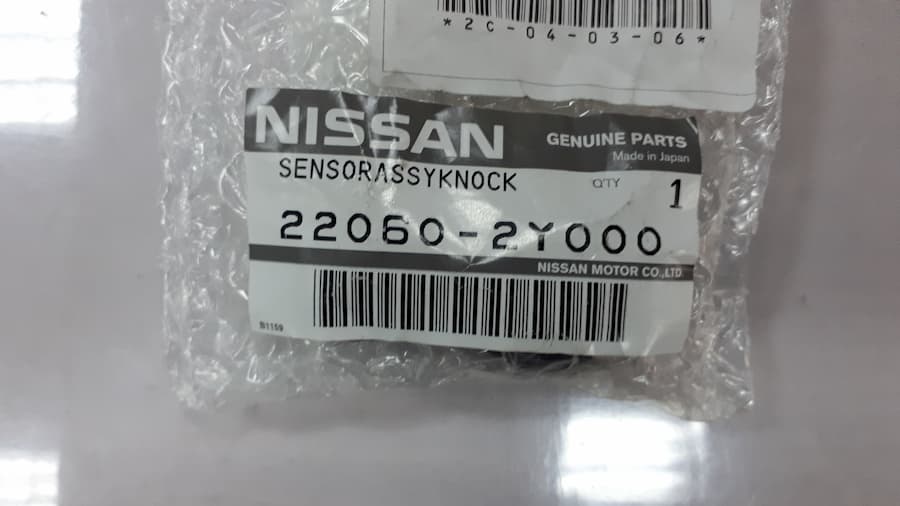 *2C-04-03-06*
NISSAN
GENUINE PARTS
Made in Japan
SENSORASSYKNOCK
Q'TY 1
22060-2Y000
NISSAN MOTOR CO.,LTD
B1159